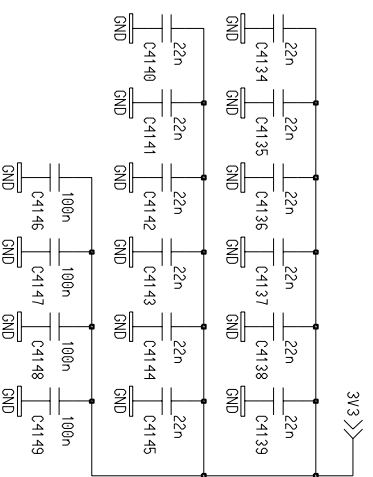 3V3
22n
C4134
GND
22n
C4135
GND
22n
C4136
GND
22n
C4137
GND
22n
C4138
GND
22n
C4139
GND
22n
C4140
GND
22n
C4141
GND
22n
C4142
GND
22n
C4143
GND
22n
C4144
GND
22n
C4145
GND
100n
C4146
GND
100n
C4147
GND
100n
C4148
GND
100n
C4149
GND